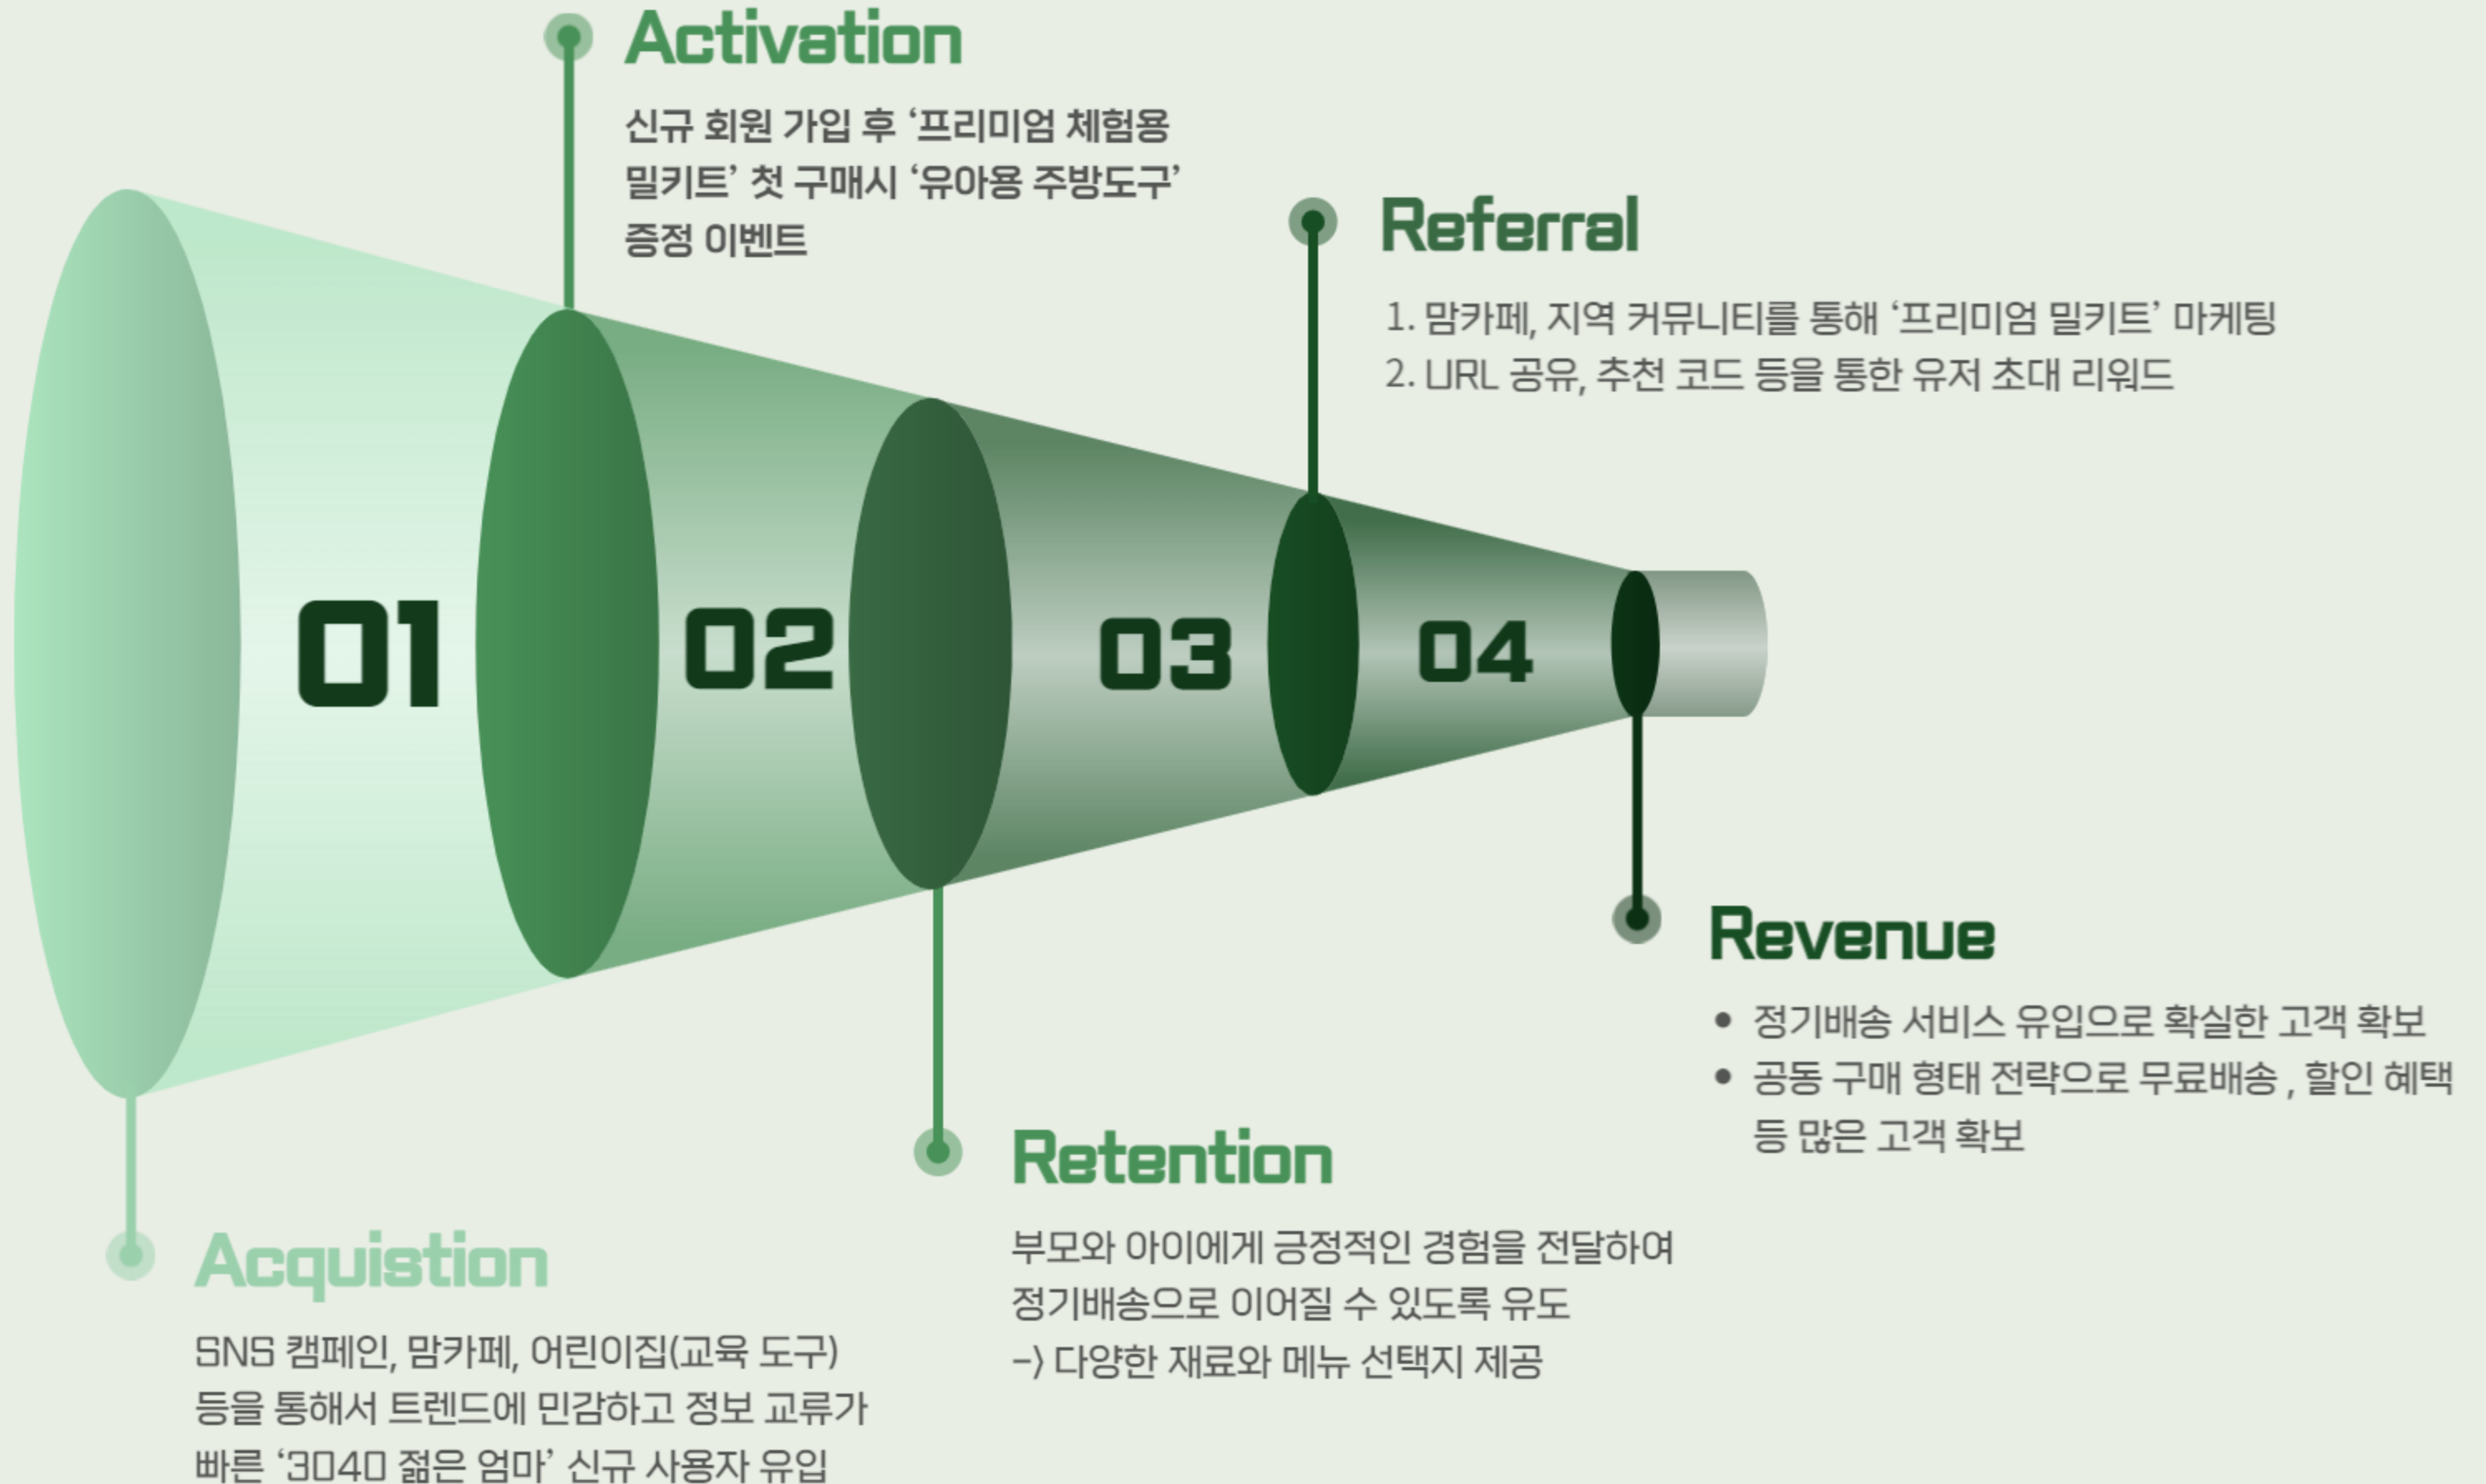 Activation
신규 회원 가입 후 ‘프리미엄 체험용
밀키트’ 첫 구매시 ‘유아용 주방도구’
증정 이벤트
Referral
1. 맘카페, 지역 커뮤니티를 통해 ‘프리미엄 밀키트’ 마케팅
2. URL 공유, 추천 코드 등을 통한 유저 초대 리워드
01
02
03
04
Revenue
• 정기배송 서비스 유입으로 확실한 고객 확보
• 공동 구매 형태 전략으로 무료배송 , 할인 혜택
등 많은 고객 확보
Retention
부모와 아이에게 긍정적인 경험을 전달하여
정기배송으로 이어질 수 있도록 유도
-> 다양한 재료와 메뉴 선택지 제공
Acquistion
SNS 캠페인, 맘카페, 어린이집(교육 도구)
등을 통해서 트렌드에 민감하고 정보 교류가
빠른 ‘3040 젊은 엄마’ 신규 사용자 유입